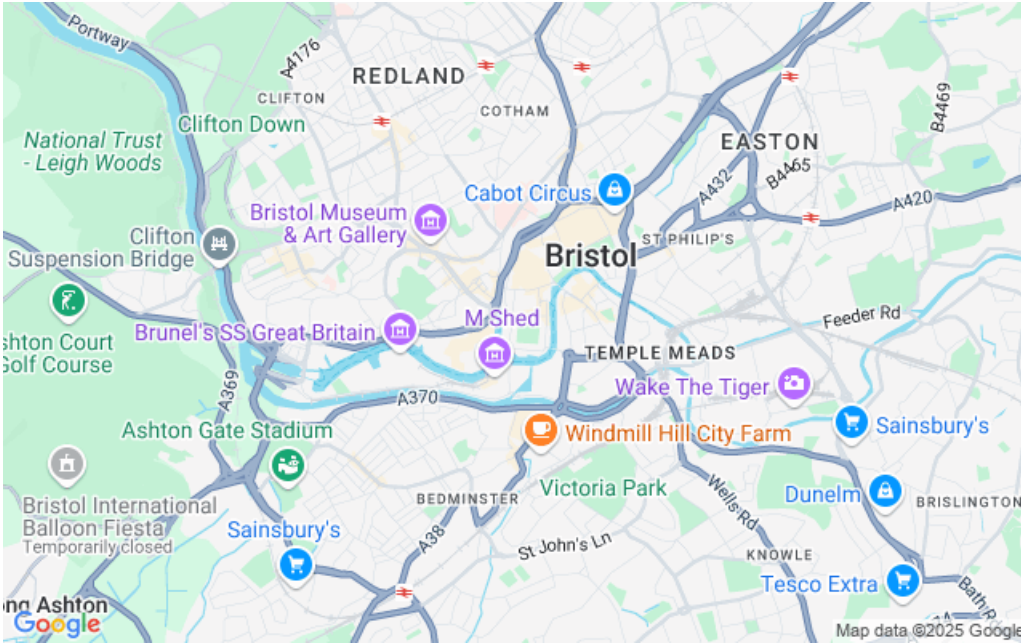 Portway
A4176
REDLAND
CLIFTON
COTHAM
B4469
Clifton Down
National Trust
- Leigh Woods
EASTON
B4465
A432
Cabot Circus
A420
Bristol Museum
& Art Gallery
Clifton
Suspension Bridge
ST PHILIP'S
Bristol
M Shed
Brunel's SS Great Britain
Feeder Rd
shton Court
Golf Course
TEMPLE MEADS
A369
A370
Wake The Tiger
Ashton Gate Stadium
Windmill Hill City Farm
Sainsbury's
Bristol International
Balloon Fiesta
Temporarily closed
BEDMINSTER
Victoria Park
Wells Rd
Dunelm
BRISLINGTON
Sainsbury's
A38
St John's Ln
KNOWLE
Tesco Extra
Bath R
ong Ashton
Google
Map data ©2025 Google